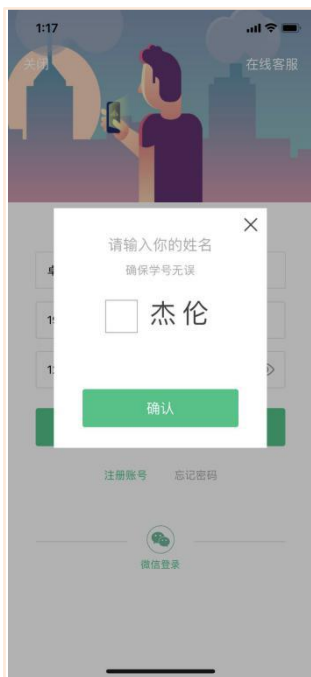 1:17
关闭
在线客服
请输入你的姓名
确保学号无误
杰伦
确认
注册账号 忘记密码
微信登录